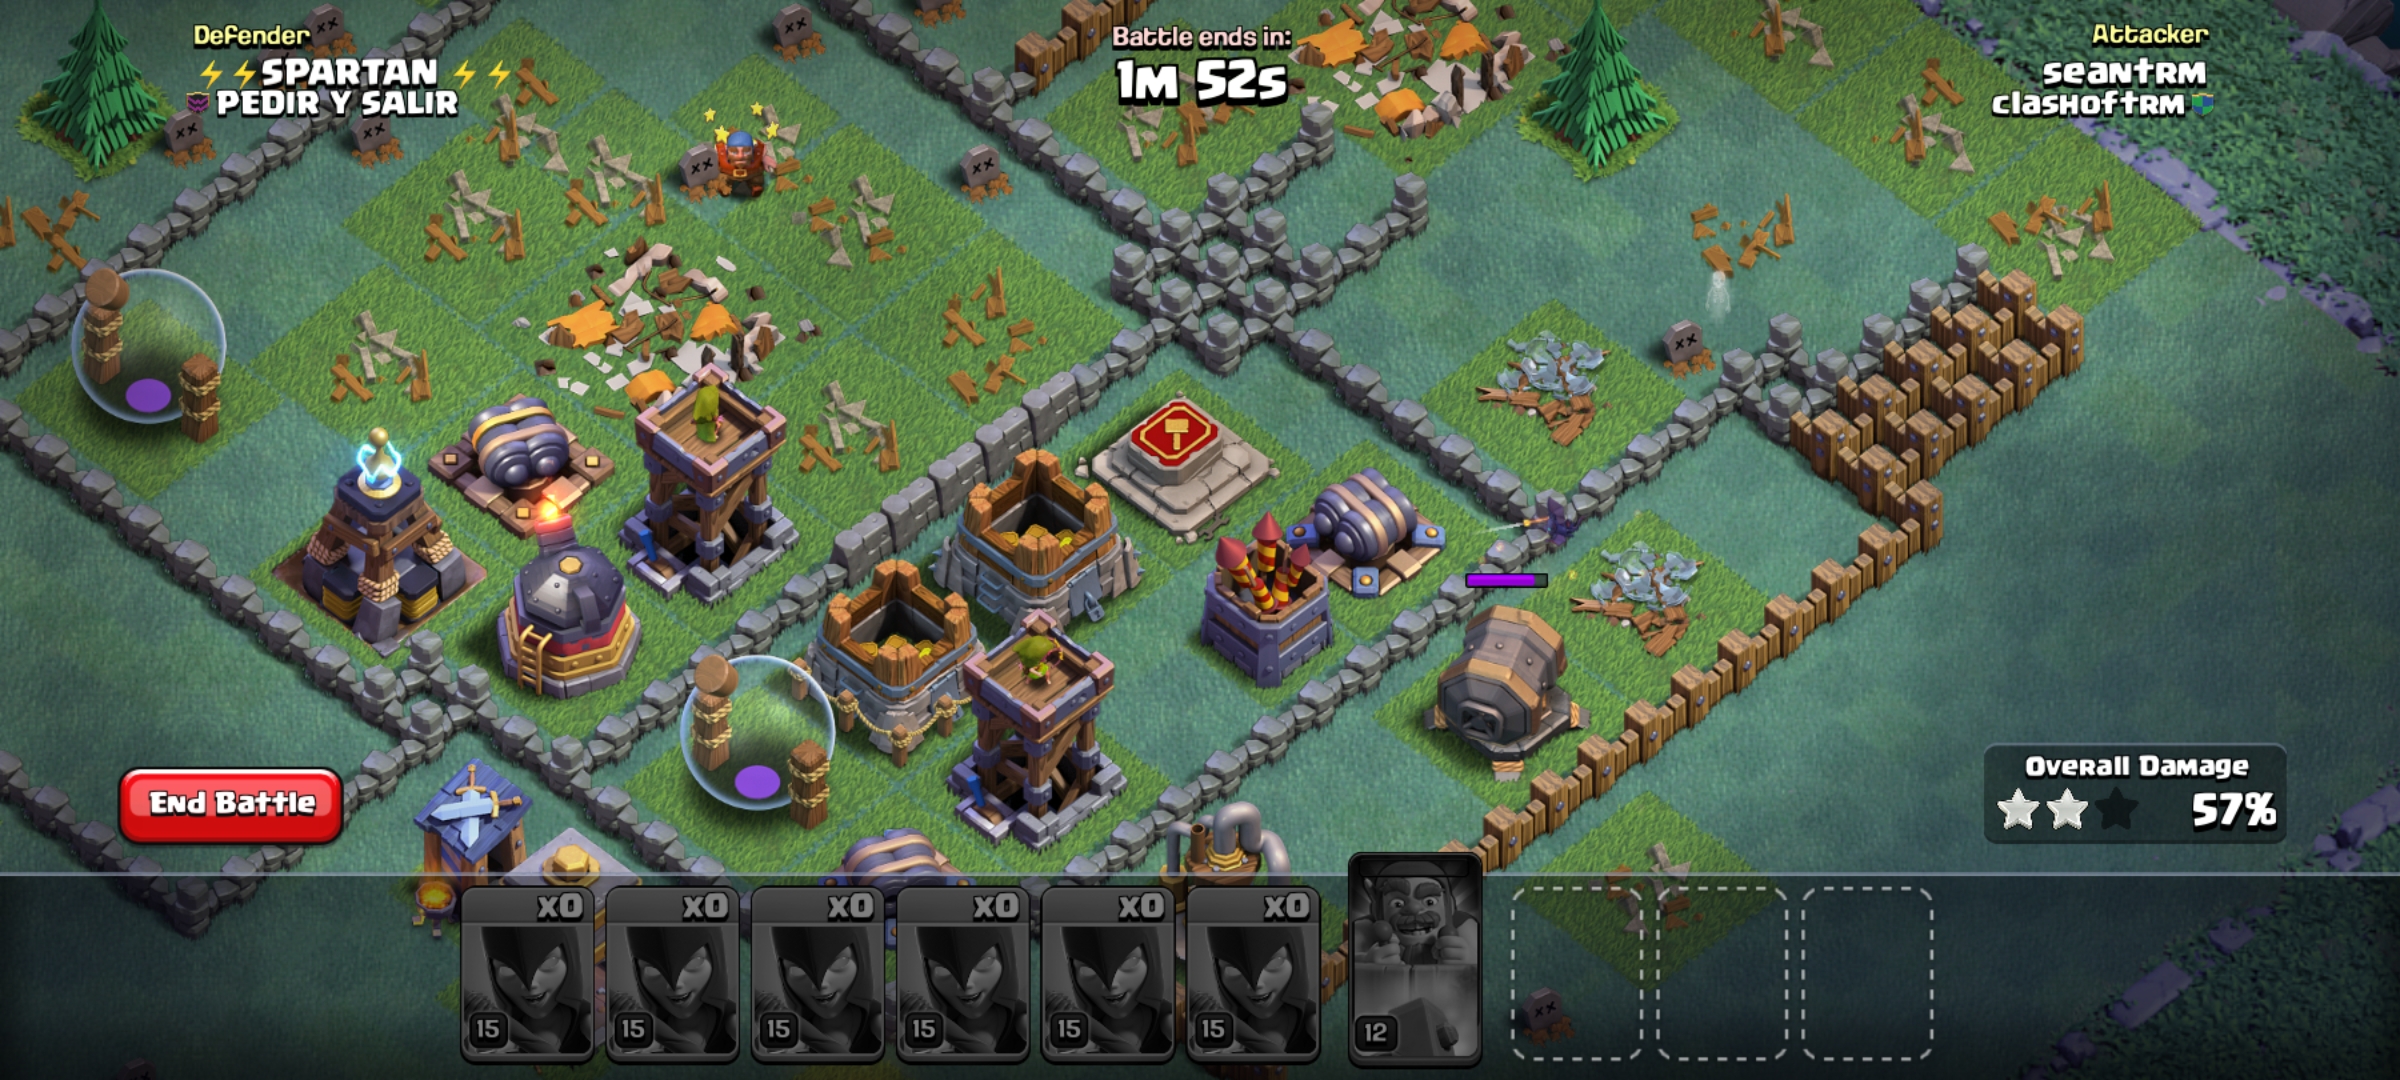 Defender
⚡⚡SPARTAN⚡⚡
PEDIR Y SALIR
Battle ends in:
1M 52s
Attacker
seantRM
clashoftRM
End Battle
Overall Damage
57%
x0
x0
x0
x0
x0
x0
15
15
15
15
15
15
12